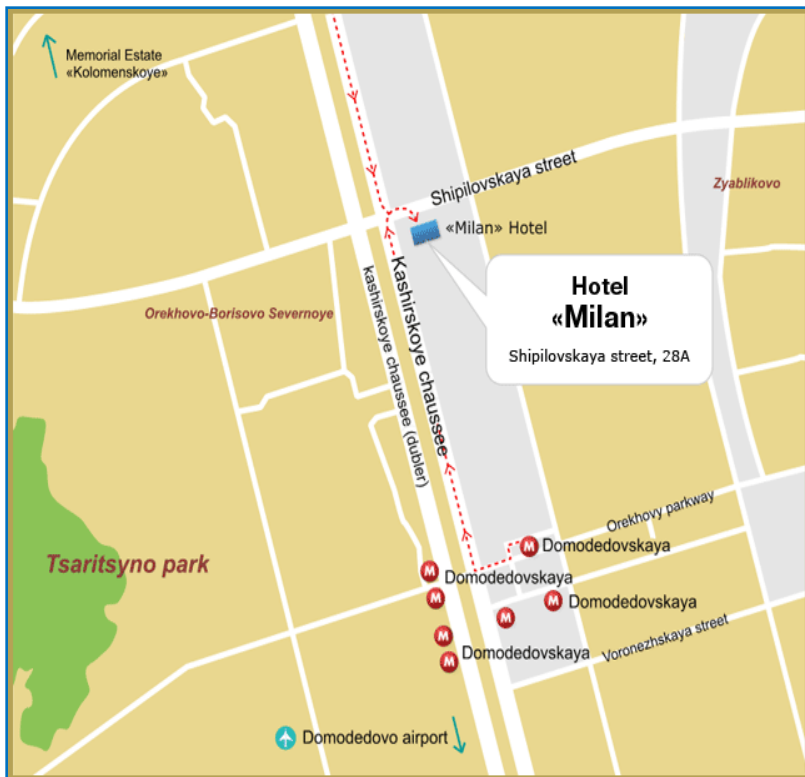 Memorial Estate
«Kolomenskoye»
Shipilovskaya street
Zyablikovo
«Milan» Hotel
Hotel
«Milan»
Shipilovskaya street, 28A
Orekhovo-Borisovo Severnoye
Kashirskoye chaussee
kashirskoye chaussee (dubler)
Orekhovy parkway
M Domodedovskaya
Tsaritsyno park
M Domodedovskaya
M
M Domodedovskaya
M
M
M Domodedovskaya
Voronezhskaya street
Domodedovo airport